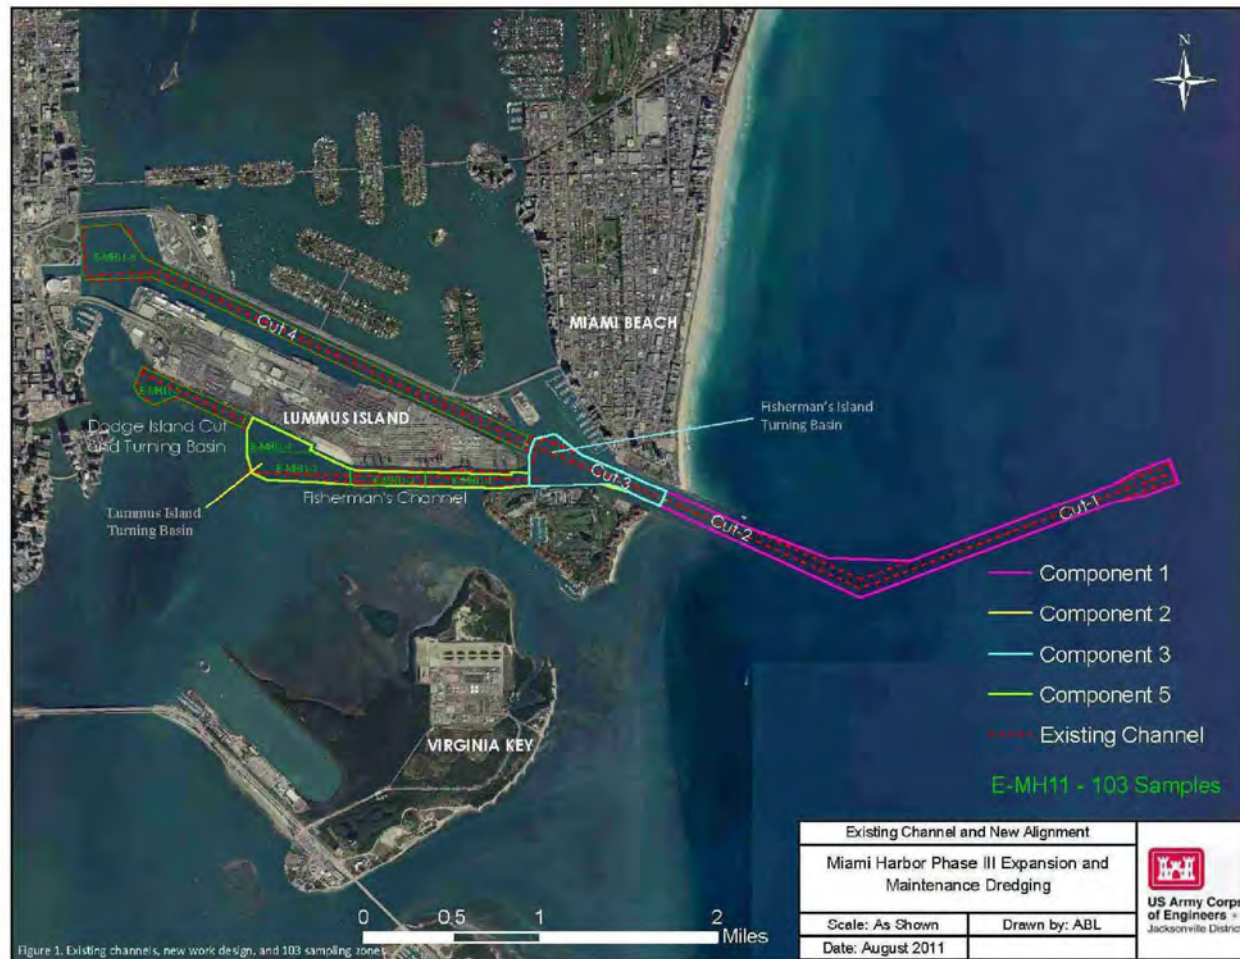 N
E-MH11-6
Cut-4
MIAMI BEACH
Fisherman's Island
Turning Basin
LUMMUS ISLAND
Dodge Island Cut
and Turning Basin
Cut-3
Cut-2
Cut-1
Fisherman's Channel
Lummus Island
Turning Basin
VIRGINIA KEY
Component 1
Component 2
Component 3
Component 5
Existing Channel
E-MH11 - 103 Samples
0 0.5 1 2
Miles
Existing Channel and New Alignment
Miami Harbor Phase III Expansion and
Maintenance Dredging
Scale: As Shown
Drawn by: ABL
Date: August 2011
US Army Corps
of Engineers
Jacksonville District
Figure 1. Existing channels, new work design, and 103 sampling zones